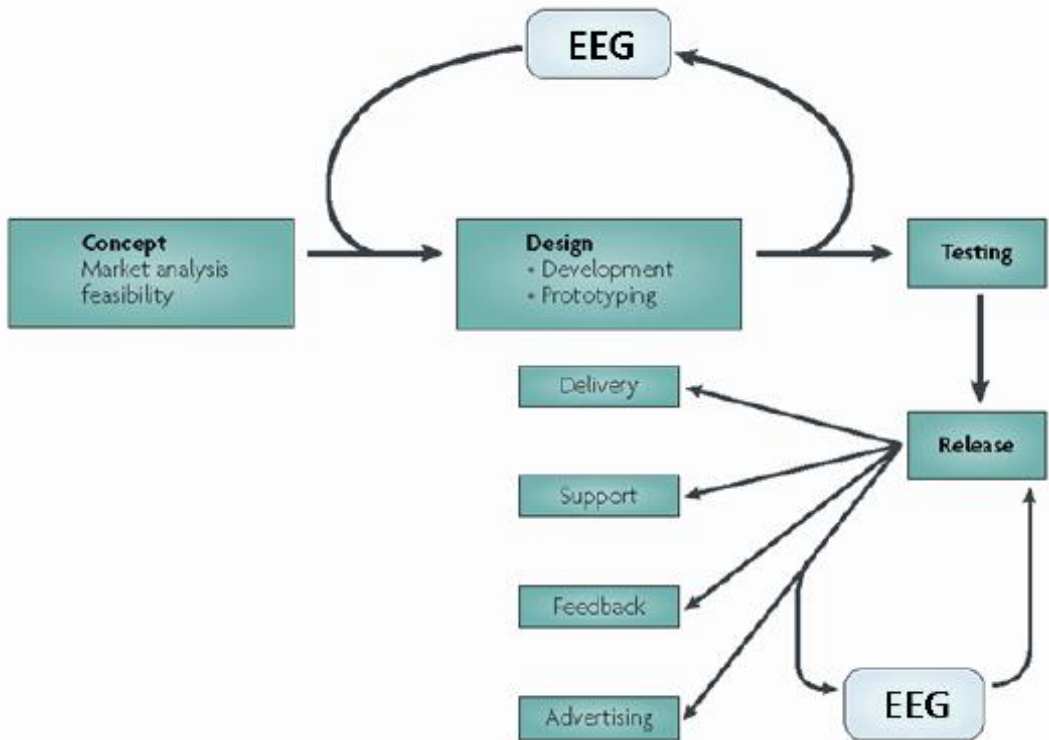 EEG
Concept
Market analysis
feasibility
Design
• Development
• Prototyping
Testing
Delivery
Release
Support
Feedback
EEG
Advertising